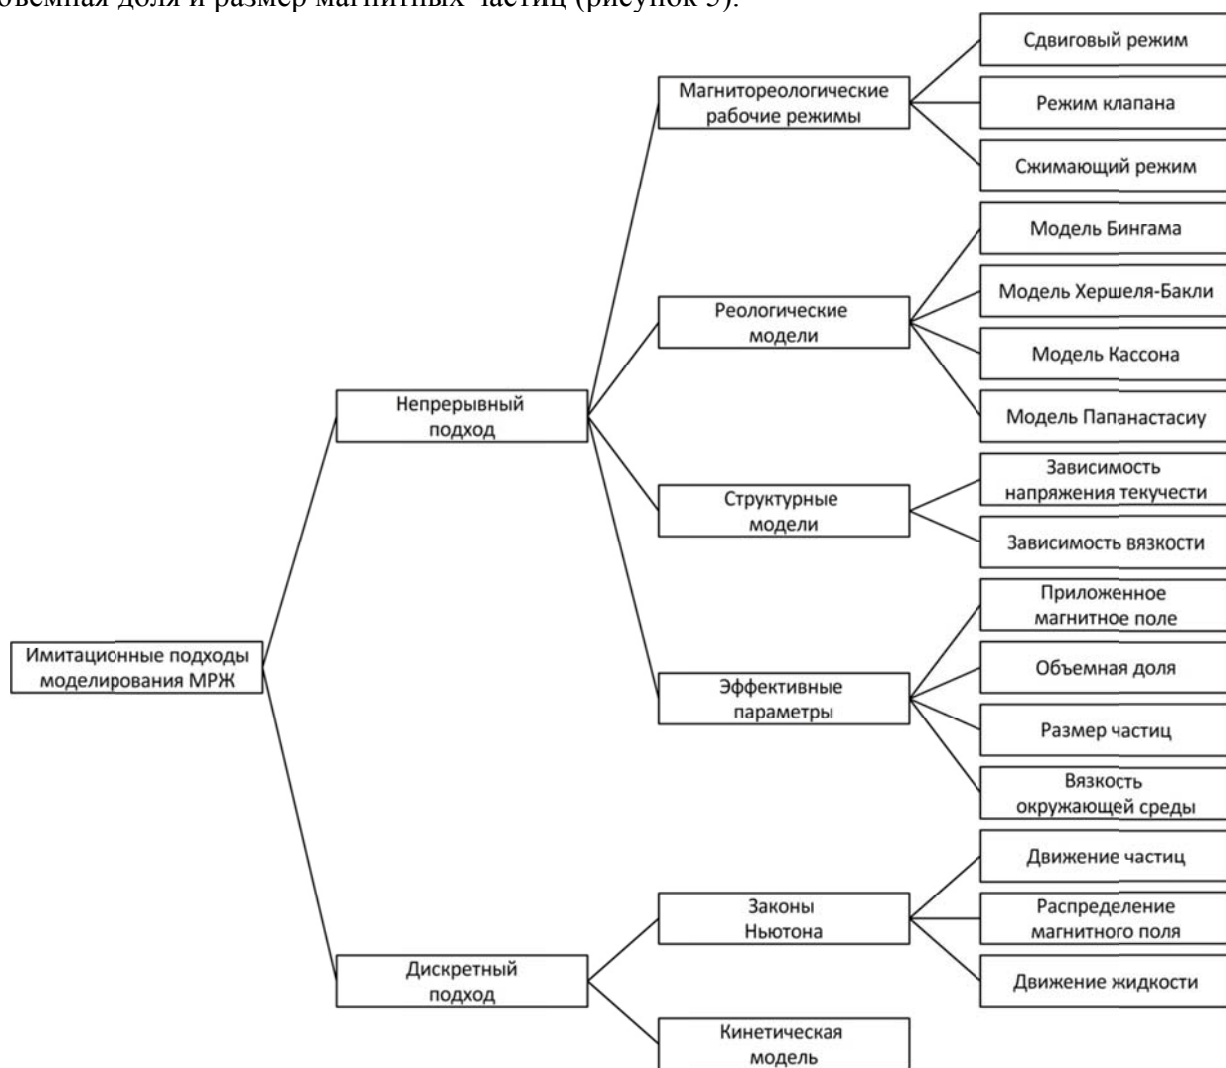 объемная доля и размер магнитных частиц (рисунок 5).
Сдвиговый режим
Магнитореологические
рабочие режимы
Режим клапана
Сжимающий режим
Модель Бингама
Модель Хершеля-Бакли
Реологические
модели
Модель Кассона
Модель Папанастасиу
Непрерывный
подход
Зависимость
напряжения текучести
Структурные
модели
Зависимость вязкости
Приложенное
магнитное поле
Имитационные подходы
моделирования МРЖ
Объемная доля
Эффективные
параметры
Размер частиц
Вязкость
окружающей среды
Движение частиц
Законы
Ньютона
Распределение
магнитного поля
Дискретный
подход
Движение жидкости
Кинетическая
модель